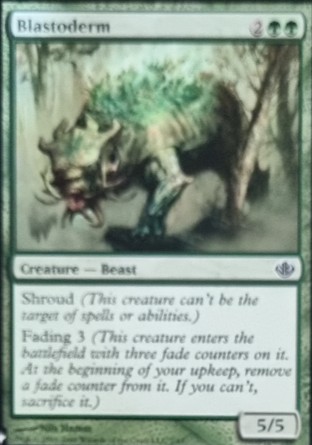 Blastoderm 2
Creature — Beast
Shroud (This creature can't be the
target of spells or abilities.)
Fading 3 (This creature enters the
battlefield with three fade counters on it.
At the beginning of your upkeep, remove
a fade counter from it. If you can't,
sacrifice it.)
5/5